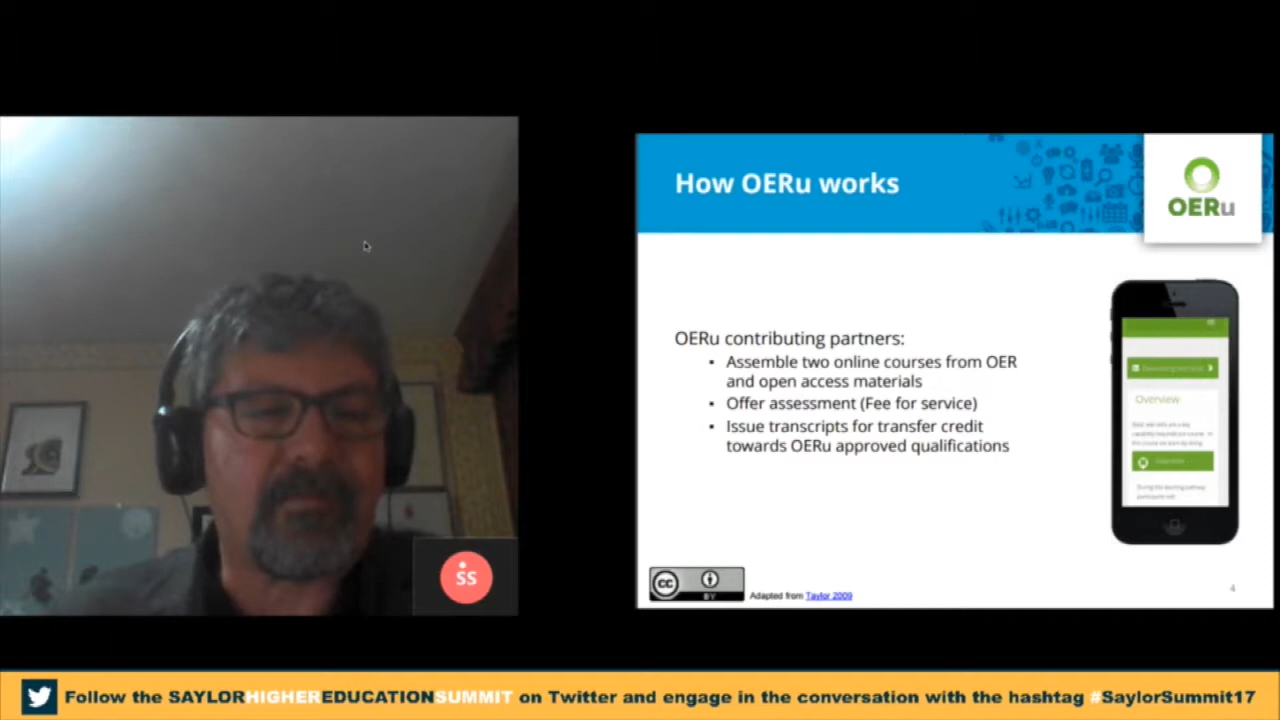 How OERu works
OERu
OERu contributing partners:
▪ Assemble two online courses from OER
and open access materials
▪ Offer assessment (Fee for service)
▪ Issue transcripts for transfer credit
towards OERu approved qualifications
Overview
ss
cc
BY
Adapted from Taylor 2009
4
Follow the SAYLORHIGHEREDUCATIONSUMMIT on Twitter and engage in the conversation with the hashtag #SaylorSummit17